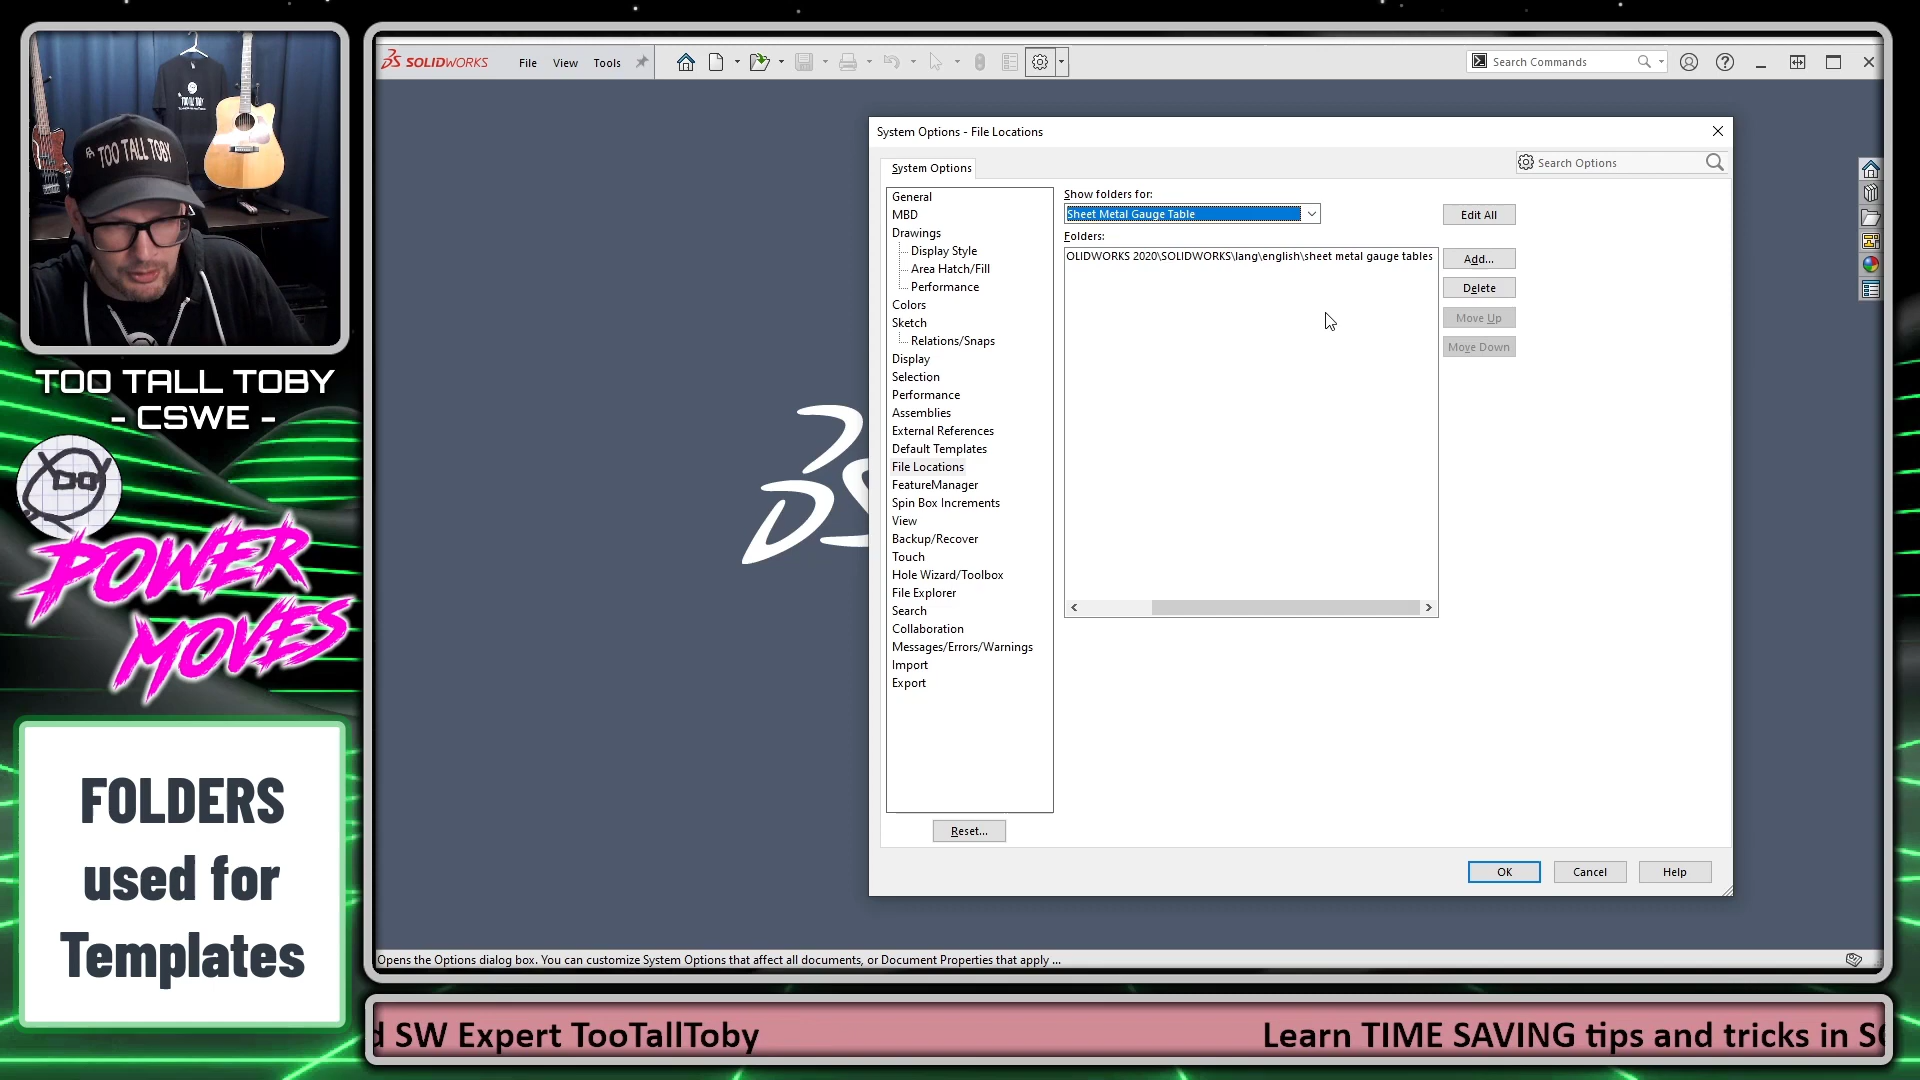 TOO TALL TOBY
TOO TALL TOBY
TOO TALL TOBY
- CSWE -
POWER
MOVES
FOLDERS
used for
Templates
SOLIDWORKS
File
View
Tools
Search Commands
System Options - File Locations
System Options
Search Options
General
MBD
Drawings
Display Style
Area Hatch/Fill
Performance
Colors
Sketch
Relations/Snaps
Display
Selection
Performance
Assemblies
External References
Default Templates
File Locations
FeatureManager
Spin Box Increments
View
Backup/Recover
Touch
Hole Wizard/Toolbox
File Explorer
Search
Collaboration
Messages/Errors/Warnings
Import
Export
Reset...
Show folders for:
Sheet Metal Gauge Table
Folders:
OLIDWORKS 2020\SOLIDWORKS\lang\english\sheet metal gauge tables
Edit All
Add...
Delete
Move Up
Move Down
OK
Cancel
Help
Opens the Options dialog box. You can customize System Options that affect all documents, or Document Properties that apply ...
d SW Expert TooTallToby
Learn TIME SAVING tips and tricks in S